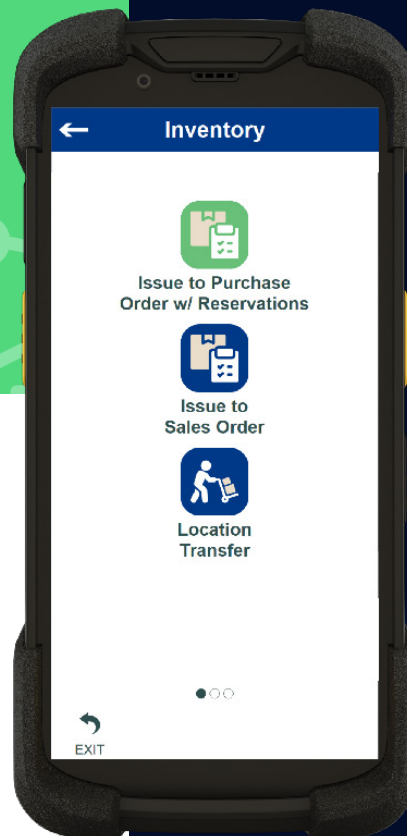 Inventory
Issue to Purchase
Order w/ Reservations
Issue to
Sales Order
Location
Transfer
EXIT